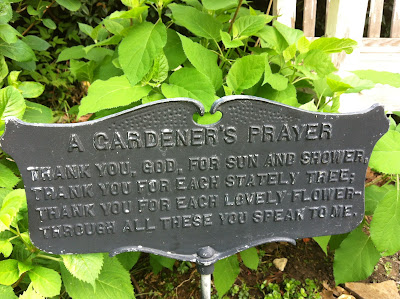 A GARDENER'S PRAYER
THANK YOU, GOD, FOR SUN AND SHOWER;
THANK YOU FOR EACH STATELY TREE;
THANK YOU FOR EACH LOVELY FLOWER-
THROUGH ALL THESE YOU SPEAK TO ME.